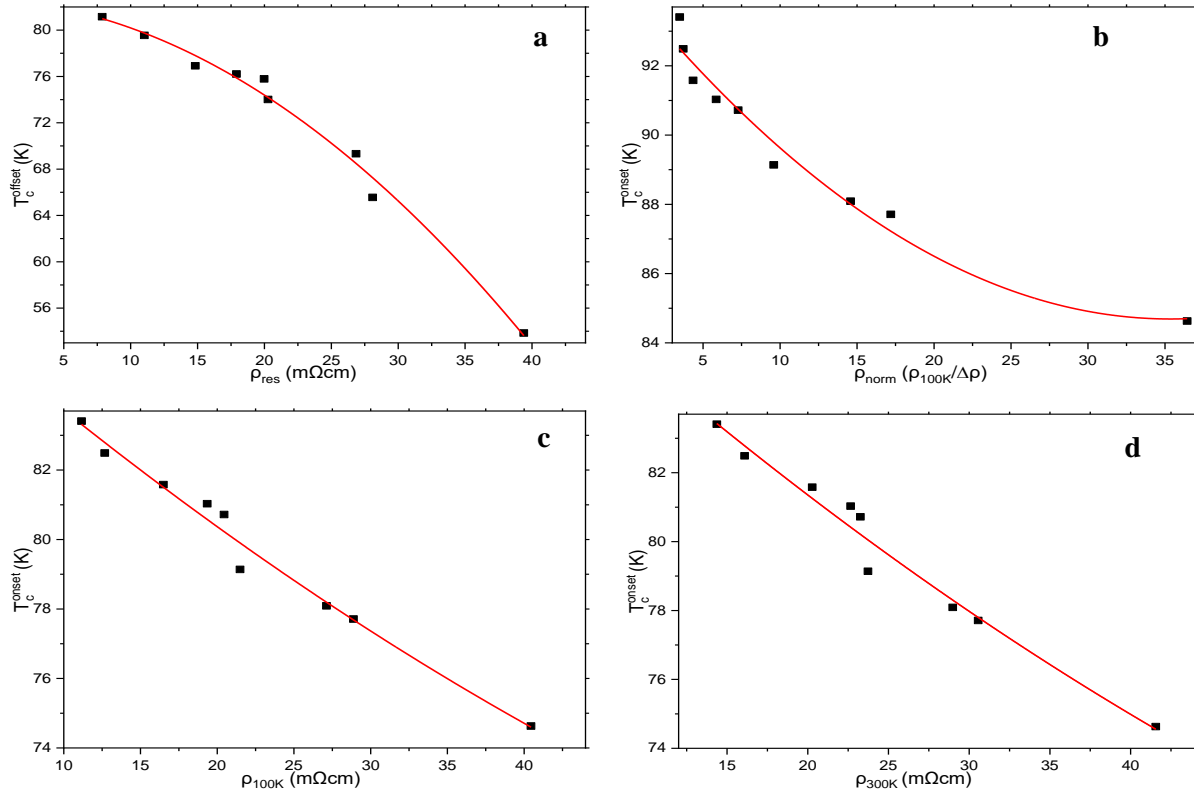 a
80
76
72
68
64
60
56
T_c^offset (K)
5 10 15 20 25 30 35 40
ρ_res (mΩcm)
b
92
90
88
86
84
T_c^onset (K)
5 10 15 20 25 30 35
ρ_norm (ρ_100K/Δρ)
c
82
80
78
76
74
T_c^onset (K)
10 15 20 25 30 35 40
ρ_100K (mΩcm)
d
82
80
78
76
74
T_c^onset (K)
15 20 25 30 35 40
ρ_300K (mΩcm)